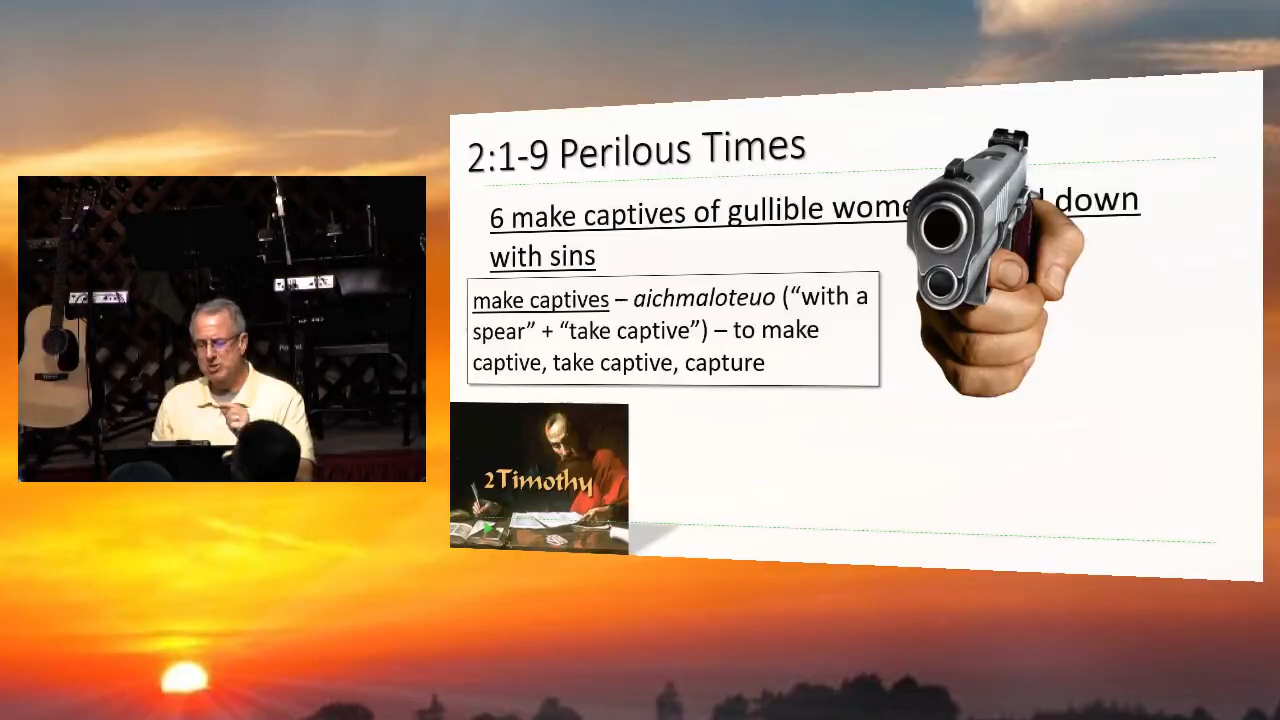 2:1-9 Perilous Times
6 make captives of gullible wome d down
with sins
make captives – aichmaloteuo (“with a
spear” + “take captive”) – to make
captive, take captive, capture
2Timothy